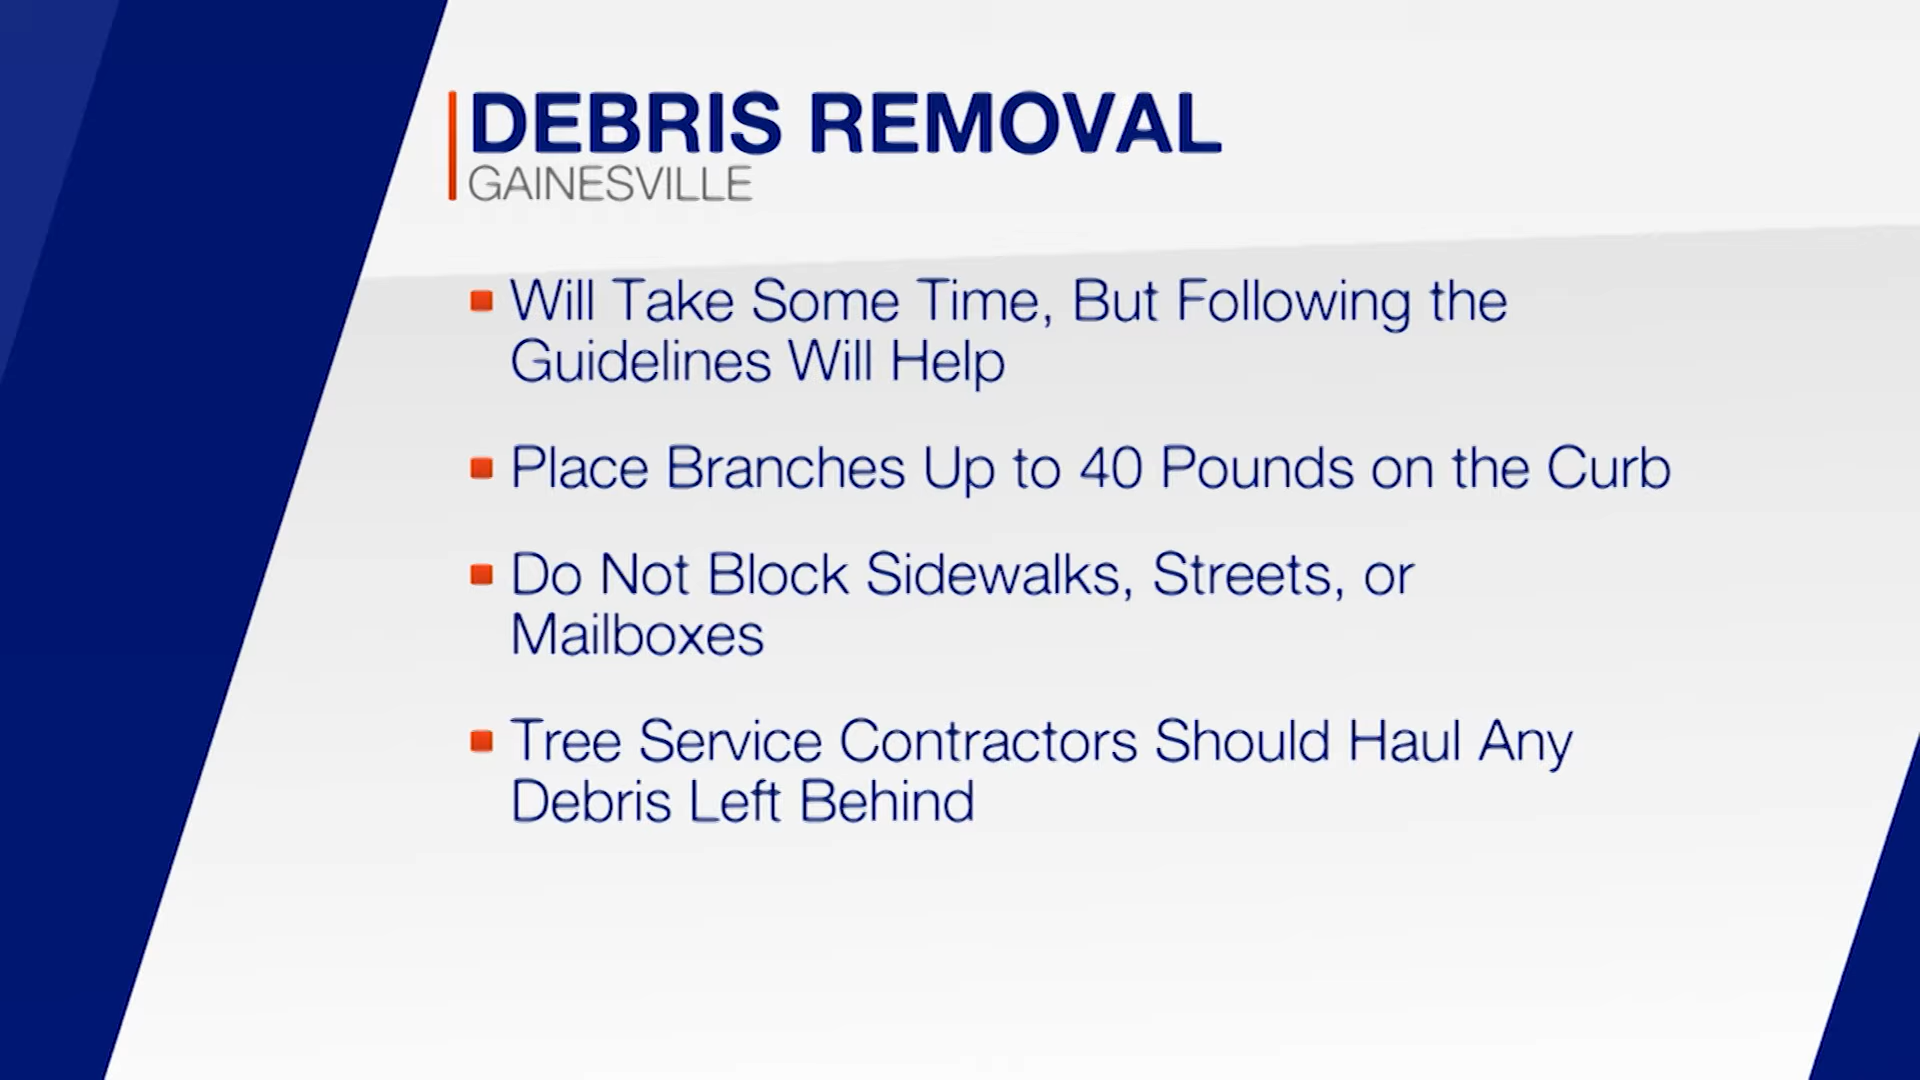 DEBRIS REMOVAL
GAINESVILLE
Will Take Some Time, But Following the
Guidelines Will Help
Place Branches Up to 40 Pounds on the Curb
Do Not Block Sidewalks, Streets, or
Mailboxes
Tree Service Contractors Should Haul Any
Debris Left Behind